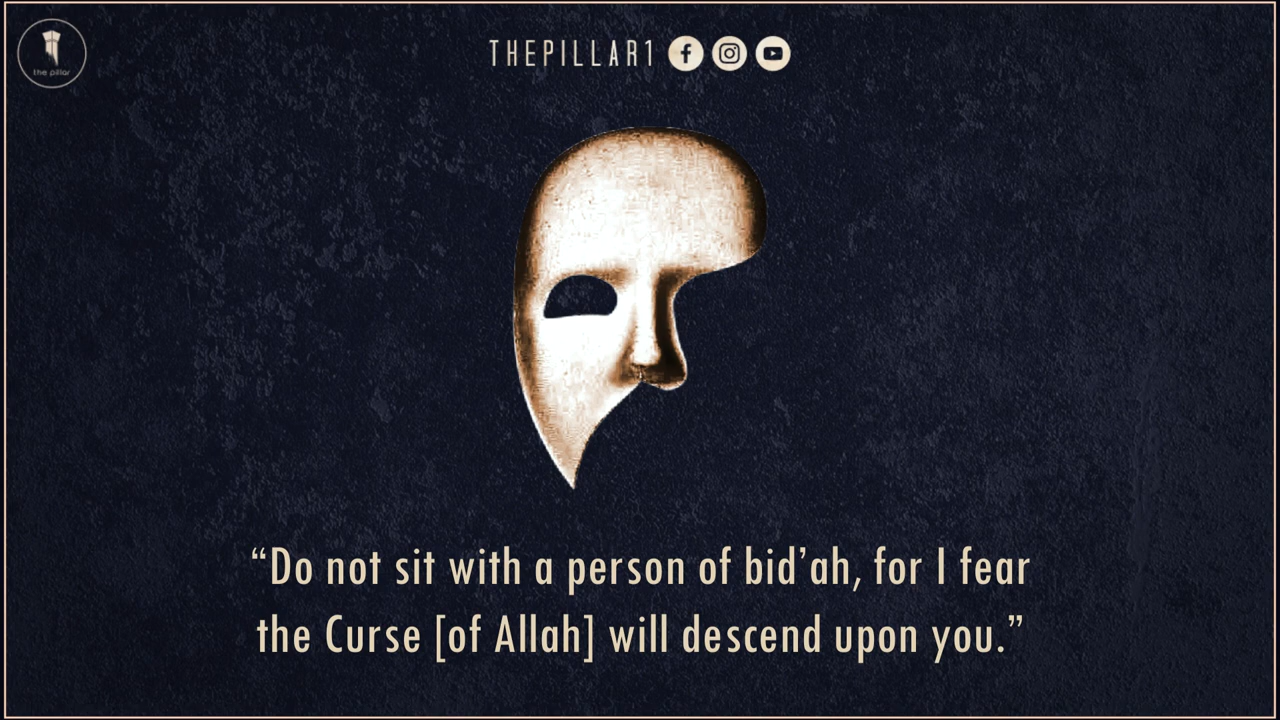 the pillar
THEPILLAR1
“Do not sit with a person of bid’ah, for I fear
the Curse [of Allah] will descend upon you.”